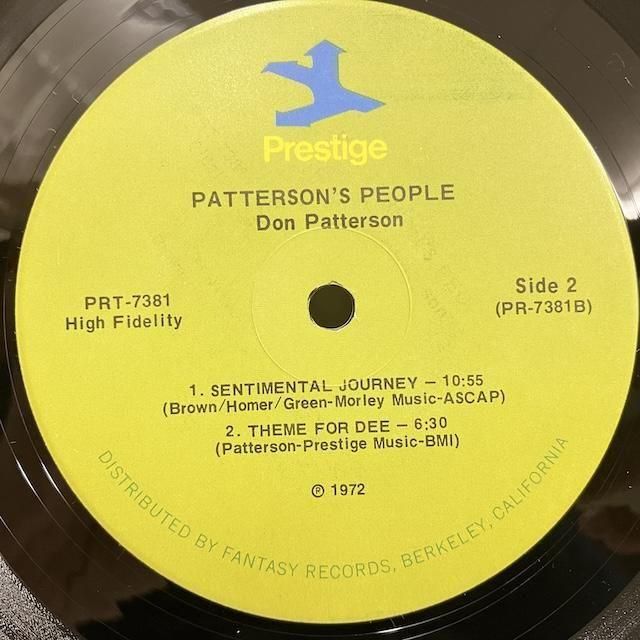 Prestige
PATTERSON'S PEOPLE
Don Patterson
PRT-7381
High Fidelity
Side 2
(PR-7381B)
1. SENTIMENTAL JOURNEY – 10:55
(Brown/Homer/Green-Morley Music-ASCAP)
2. THEME FOR DEE – 6:30
(Patterson-Prestige Music-BMI)
℗ 1972
DISTRIBUTED BY FANTASY RECORDS, BERKELEY, CALIFORNIA